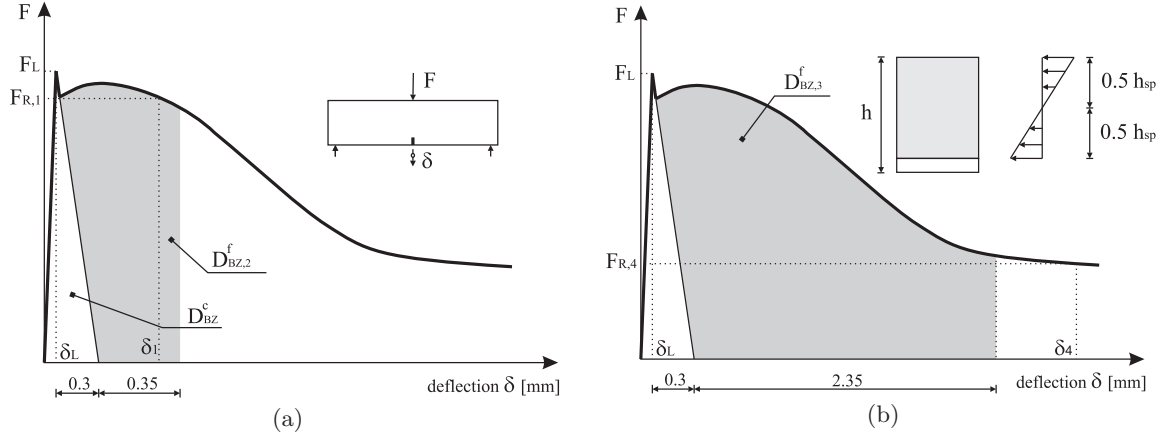 F
F_L
F_R,1
F
δ
D^f_BZ,2
D^c_BZ
δ_L
δ_1
0.3
0.35
deflection δ [mm]
(a)
F
F_L
D^f_BZ,3
h
0.5 h_sp
0.5 h_sp
F_R,4
δ_L
δ_4
0.3
2.35
deflection δ [mm]
(b)